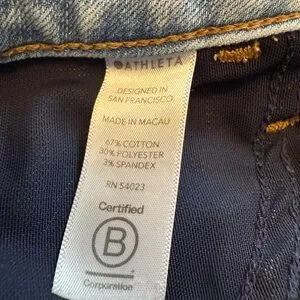 ATHLETA
DESIGNED IN
SAN FRANCISCO
MADE IN MACAU
67% COTTON
30% POLYESTER
3% SPANDEX
RN 54023
Certified
B
Corporation